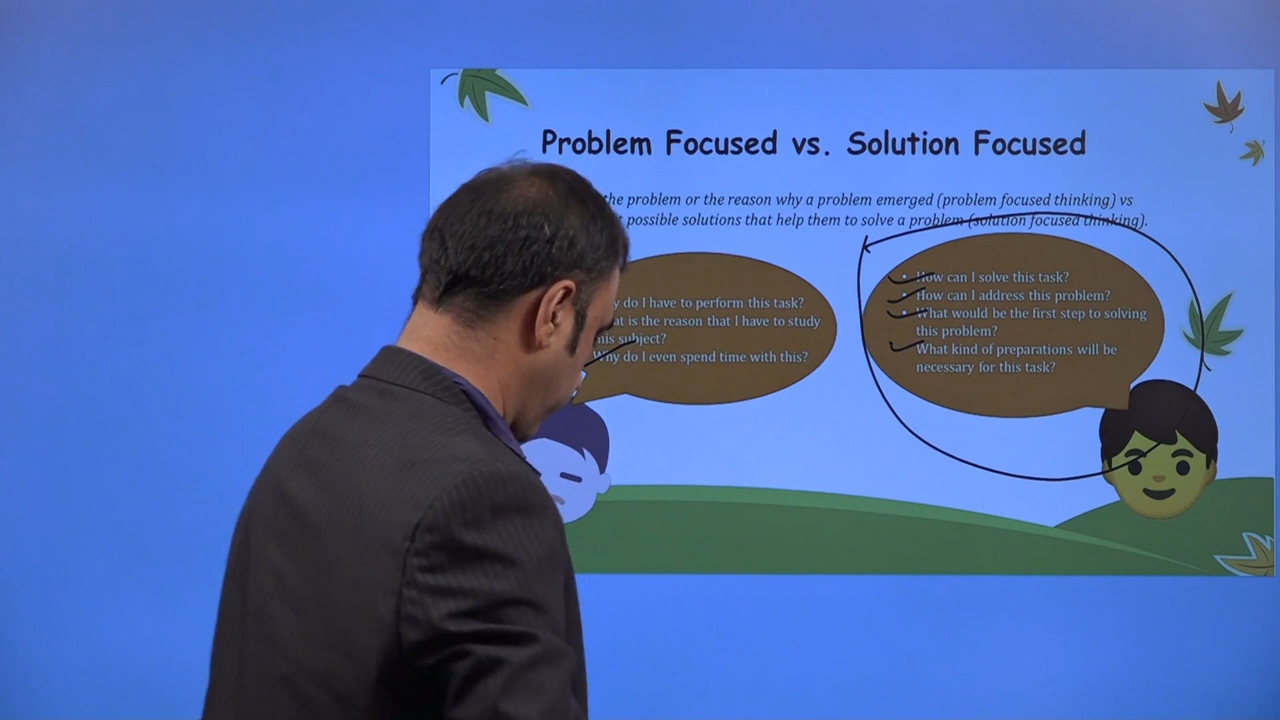 Problem Focused vs. Solution Focused
the problem or the reason why a problem emerged (problem focused thinking) vs
possible solutions that help them to solve a problem (solution focused thinking).
do I have to perform this task?
is the reason that I have to study
subject?
Why do I even spend time with this?
• How can I solve this task?
• How can I address this problem?
• What would be the first step to solving
this problem?
What kind of preparations will be
necessary for this task?